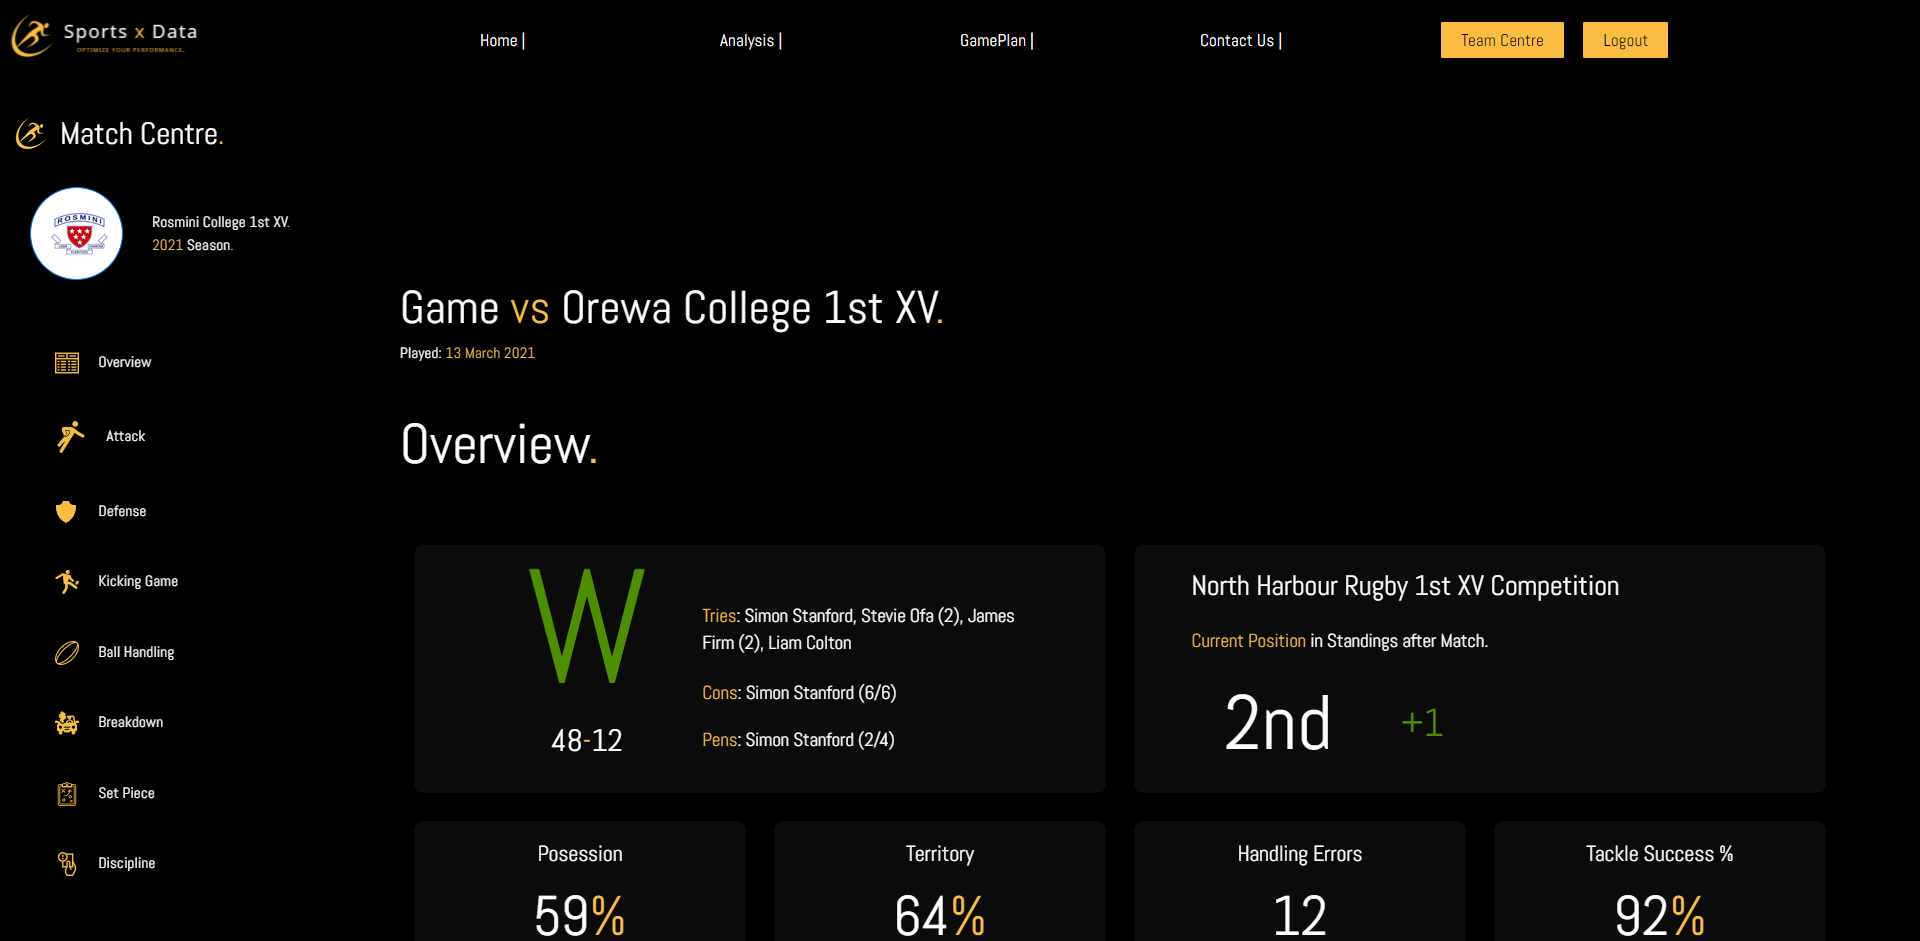 Sports x Data
OPTIMIZE YOUR PERFORMANCE.
Home |
Analysis |
GamePlan |
Contact Us |
Team Centre
Logout
Match Centre.
ROSMINI
Rosmini College 1st XV.
2021 Season.
Overview
Attack
Defense
Kicking Game
Ball Handling
Breakdown
Set Piece
Discipline
Game vs Orewa College 1st XV.
Played: 13 March 2021
Overview.
W
48-12
Tries: Simon Stanford, Stevie Ofa (2), James
Firm (2), Liam Colton
Cons: Simon Stanford (6/6)
Pens: Simon Stanford (2/4)
North Harbour Rugby 1st XV Competition
Current Position in Standings after Match.
2nd
+1
Posession
59%
Territory
64%
Handling Errors
12
Tackle Success %
92%